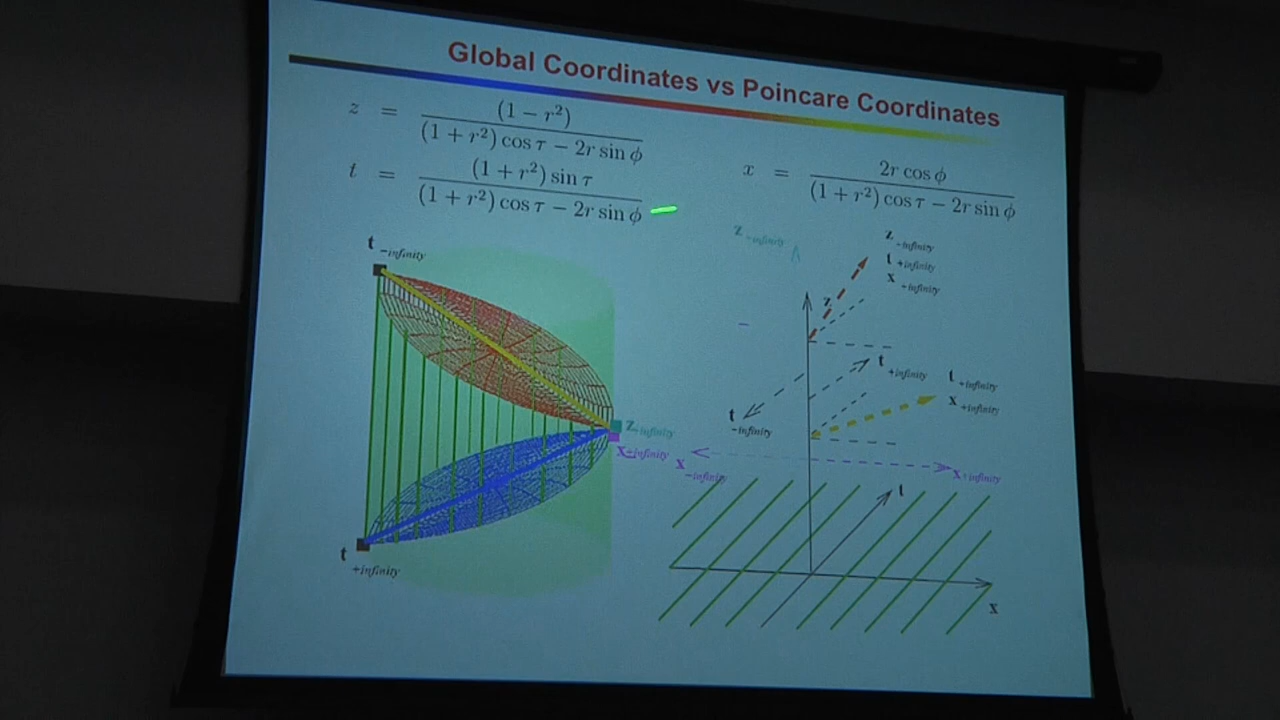 Global Coordinates vs Poincare Coordinates
z = (1 − r²) / ((1 + r²) cos τ − 2r sin ϕ)
t = (1 + r²) sin τ / ((1 + r²) cos τ − 2r sin ϕ)
x = 2r cos ϕ / ((1 + r²) cos τ − 2r sin ϕ)
t −infinity
z +infinity
x ±infinity
t +infinity
z −infinity
z +infinity
t +infinity
x +infinity
z
t +infinity
t −infinity
t +infinity
x +infinity
x −infinity
x +infinity
t
x